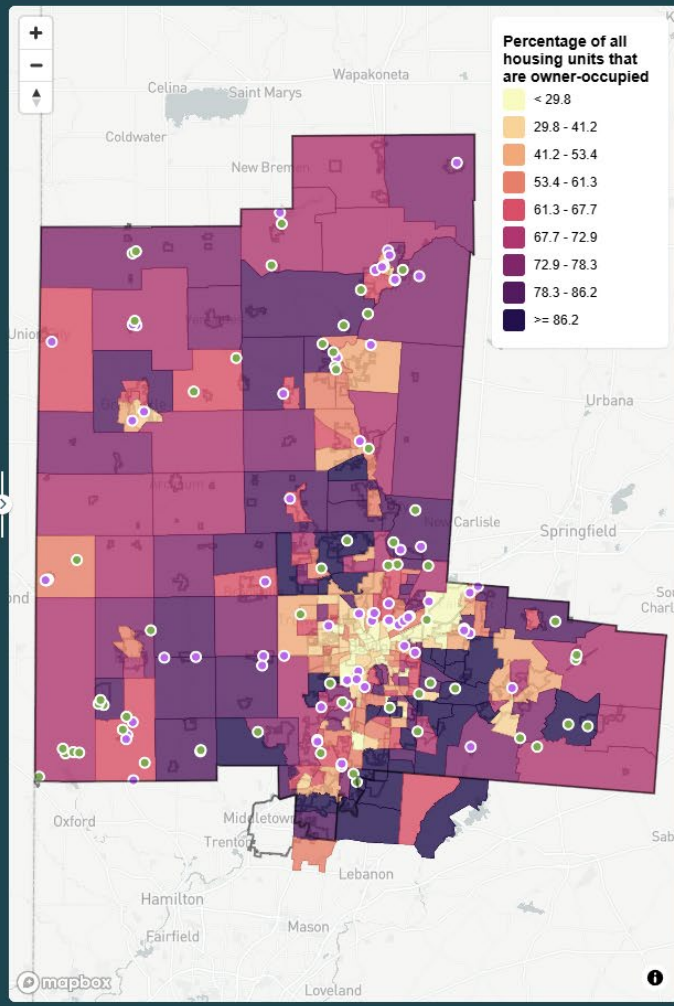 +
−
Percentage of all
housing units that
are owner-occupied
< 29.8
29.8 - 41.2
41.2 - 53.4
53.4 - 61.3
61.3 - 67.7
67.7 - 72.9
72.9 - 78.3
78.3 - 86.2
>= 86.2
Wapakoneta
Celina
Saint Marys
Coldwater
New Bremen
Urbana
New Carlisle
Springfield
Oxford
Middletown
Trenton
Lebanon
Hamilton
Mason
Fairfield
Loveland
mapbox
i